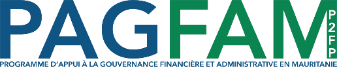 PAGFAM
P2FP
PROGRAMME D'APPUI À LA GOUVERNANCE FINANCIÈRE ET ADMINISTRATIVE EN MAURITANIE